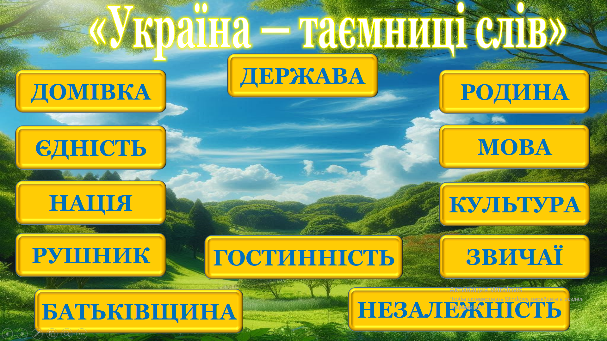 «Україна – таємниці слів»
ДЕРЖАВА
ДОМІВКА
РОДИНА
ЄДНІСТЬ
МОВА
НАЦІЯ
КУЛЬТУРА
РУШНИК
ГОСТИННІСТЬ
ЗВИЧАЇ
БАТЬКІВЩИНА
НЕЗАЛЕЖНІСТЬ